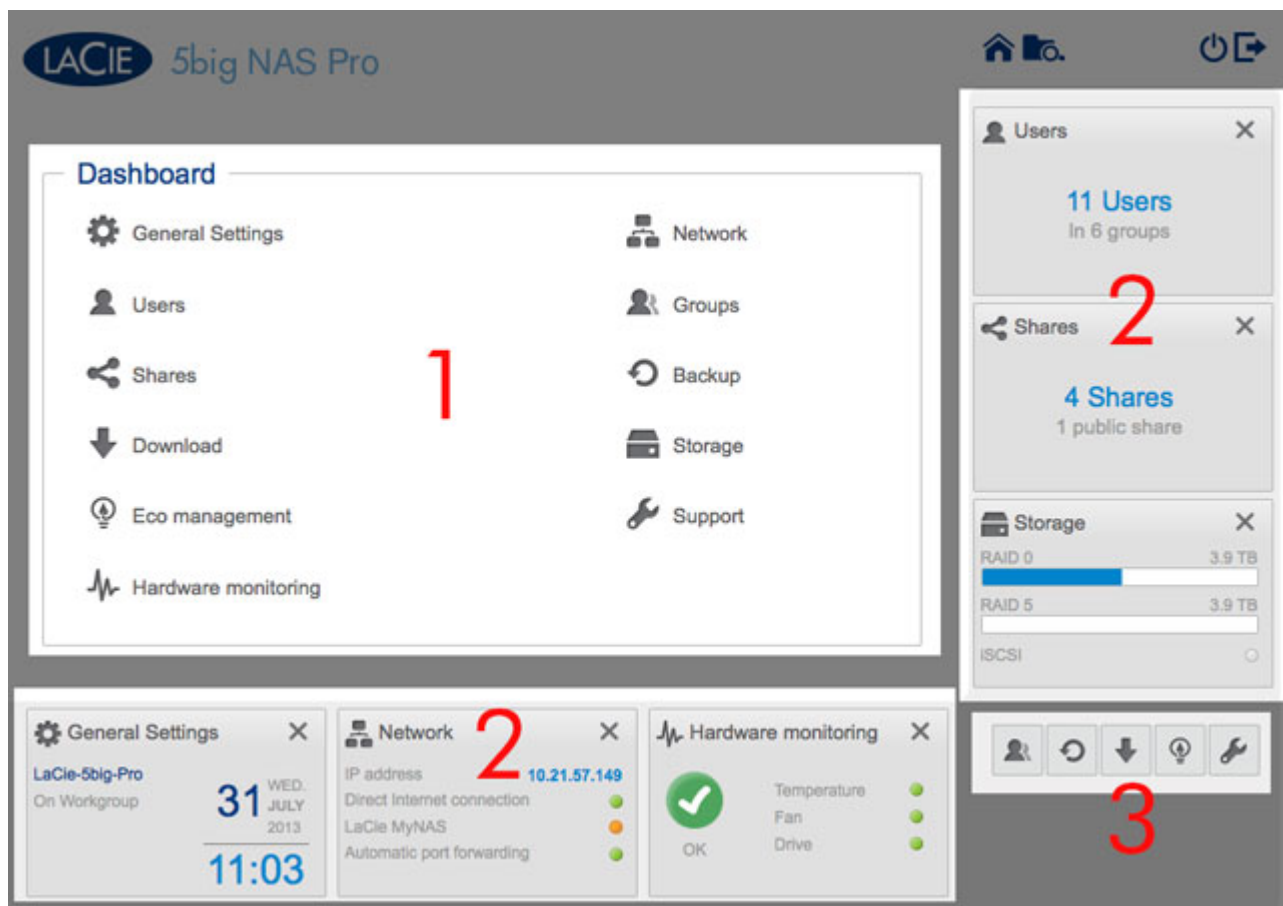 LACIE 5big NAS Pro
Dashboard
General Settings
Network
Users
Groups
Shares
Backup
Download
Storage
Eco management
Support
Hardware monitoring
1
Users
11 Users
In 6 groups
2
Shares
4 Shares
1 public share
Storage
RAID 0 3.9 TB
RAID 5 3.9 TB
iSCSI
General Settings
LaCie-5big-Pro
On Workgroup
31 WED. JULY 2013
11:03
Network
2
IP address 10.21.57.149
Direct Internet connection
LaCie MyNAS
Automatic port forwarding
Hardware monitoring
OK
Temperature
Fan
Drive
3